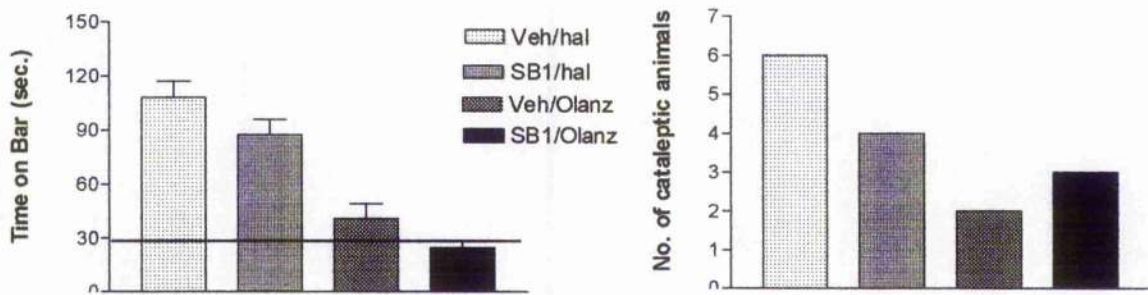 Time on Bar (sec.)
150
120
90
60
30
0
Veh/hal
SB1/hal
Veh/Olanz
SB1/Olanz
No. of cataleptic animals
7
6
5
4
3
2
1
0